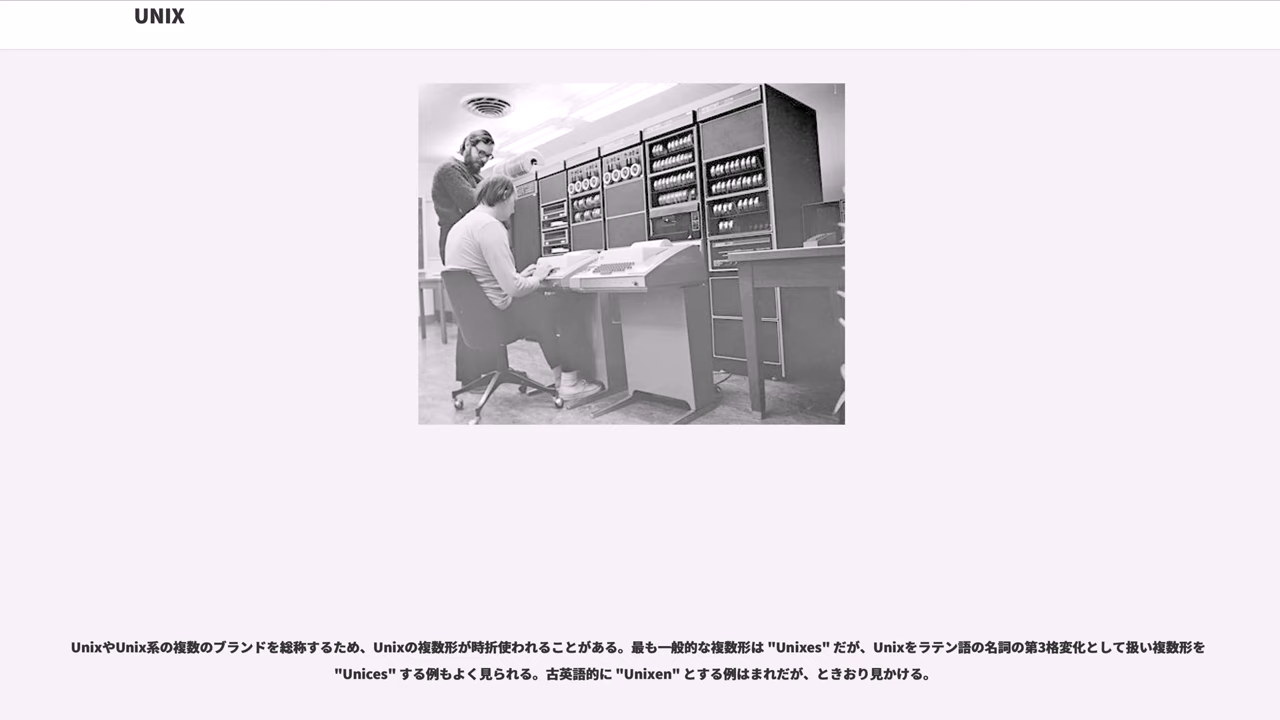 UNIX
UnixやUnix系の複数のブランドを総称するため、Unixの複数形が時折使われることがある。最も一般的な複数形は "Unixes" だが、Unixをラテン語の名詞の第3格変化として扱い複数形を
"Unices" する例もよく見られる。古英語的に "Unixen" とする例はまれだが、ときおり見かける。